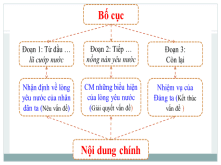 Bố cục
Đoạn 1: Từ đầu …
là cướp nước
Đoạn 2: Tiếp …
nồng nàn yêu nước
Đoạn 3:
Còn lại
Nhận định về lòng
yêu nước của nhân
dân ta (Nêu vấn đề)
CM những biểu hiện
của lòng yêu nước
(Giải quyết vấn đề)
Nhiệm vụ của
Đảng ta (Kết thúc
vấn đề)
Nội dung chính